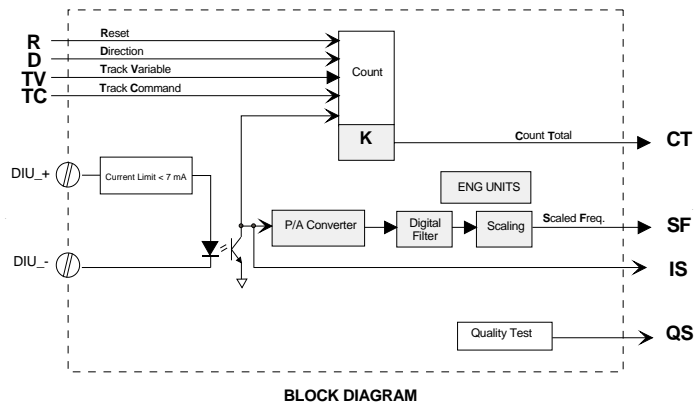 R Reset
D Direction
TV Track Variable
TC Track Command
Count
K
Count Total CT
DIU_+
Current Limit < 7 mA
ENG UNITS
P/A Converter
Digital
Filter
Scaling
Scaled Freq. SF
DIU_-
IS
Quality Test
QS
BLOCK DIAGRAM